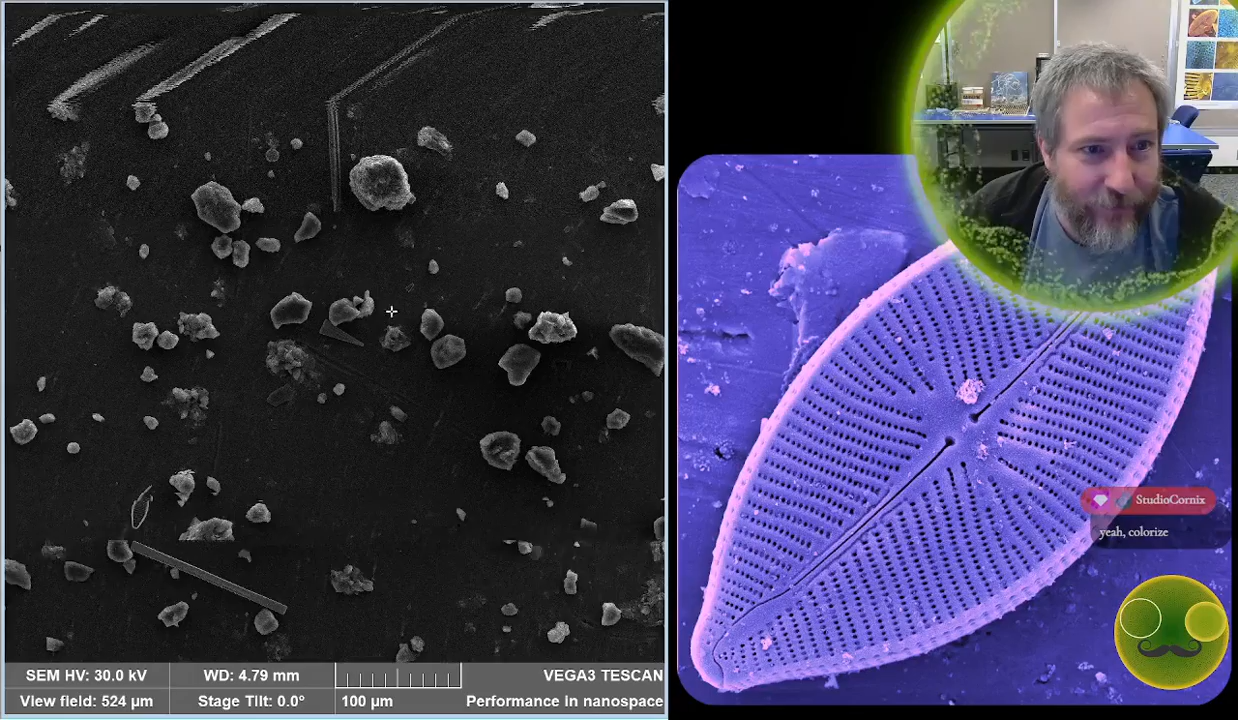 StudioCornix
yeah, colorize
SEM HV: 30.0 kV
WD: 4.79 mm
VEGA3 TESCAN
View field: 524 µm
Stage Tilt: 0.0°
100 µm
Performance in nanospace